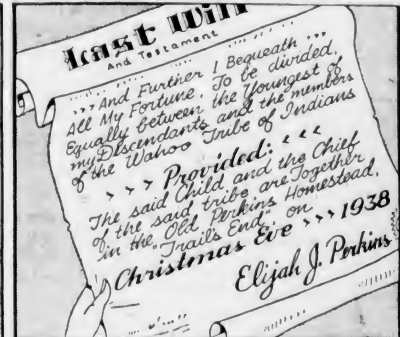 Last Will
And Testament
,,, And Further I Bequeath ,,,
All My Fortune, To be divided,
Equally between the Youngest of
my Descendants and the members
of the Wahoo Tribe of Indians
> > > Provided: < < <
The said Child and the Chief
of the said tribe are Together
in the Old Perkins Homestead,
"Trail's End", on
Christmas Eve >>> 1938
Elijah J. Perkins